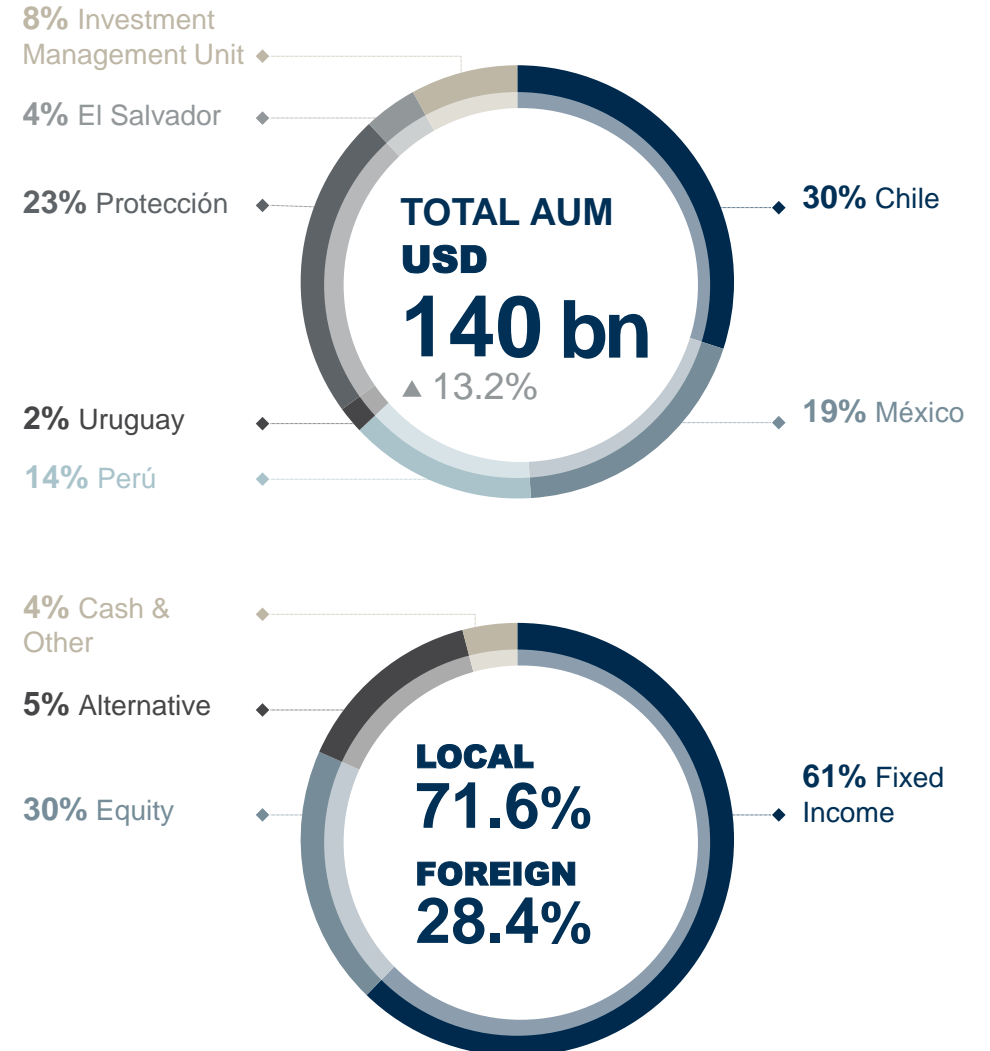 8% Investment
Management Unit
4% El Salvador
23% Protección
2% Uruguay
14% Perú
TOTAL AUM
USD
140 bn
▲ 13.2%
30% Chile
19% México
4% Cash &
Other
5% Alternative
30% Equity
LOCAL
71.6%
FOREIGN
28.4%
61% Fixed
Income